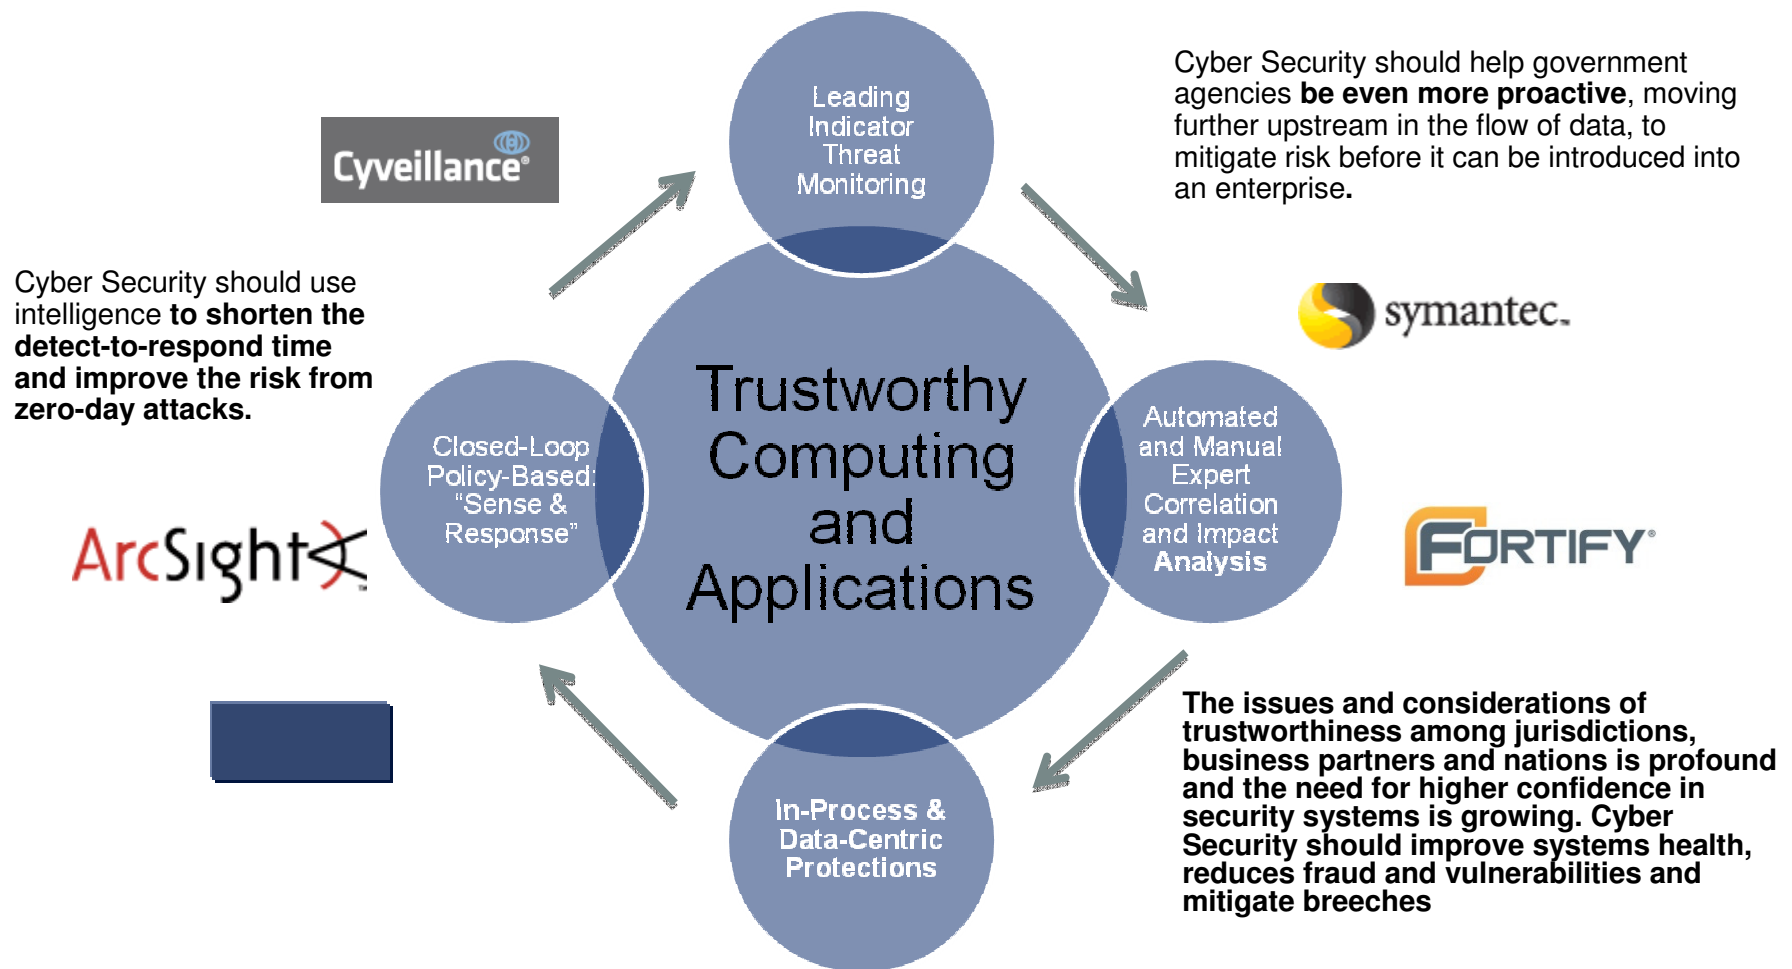 Leading
Indicator
Threat
Monitoring
Cyber Security should help government
agencies be even more proactive, moving
further upstream in the flow of data, to
mitigate risk before it can be introduced into
an enterprise.
Cyveillance®
Cyber Security should use
intelligence to shorten the
detect-to-respond time
and improve the risk from
zero-day attacks.
symantec™
Trustworthy
Computing
and
Applications
Closed-Loop
Policy-Based:
“Sense &
Response”
Automated
and Manual
Expert
Correlation
and Impact
Analysis
ArcSight™
FORTIFY®
The issues and considerations of
trustworthiness among jurisdictions,
business partners and nations is profound
and the need for higher confidence in
security systems is growing. Cyber
Security should improve systems health,
reduces fraud and vulnerabilities and
mitigate breeches
In-Process &
Data-Centric
Protections